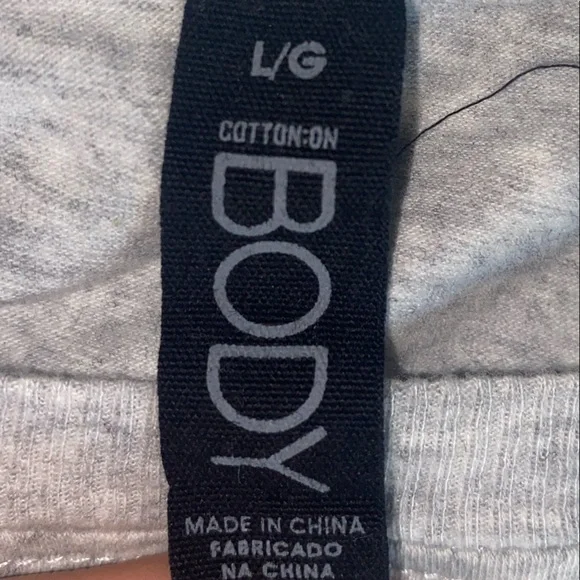 L/G
COTTON:ON
BODY
MADE IN CHINA
FABRICADO
NA CHINA